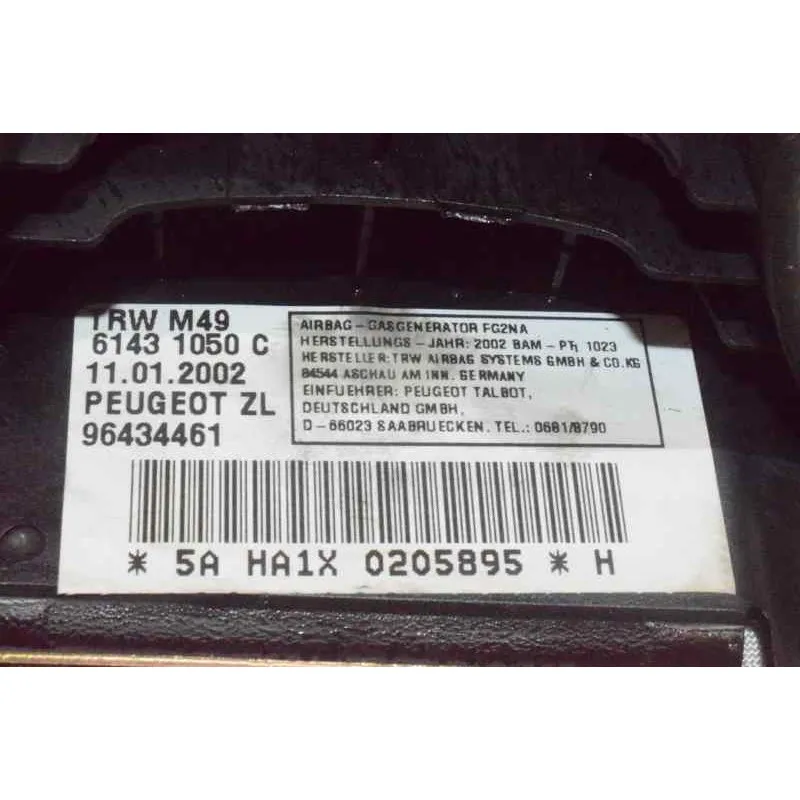 TRW M49
6143 1050 C
11.01.2002
PEUGEOT ZL
96434461
AIRBAG - GASGENERATOR FG2NA
HERSTELLUNGS - JAHR: 2002 BAM - PT1 1023
HERSTELLER: TRW AIRBAG SYSTEMS GMBH & CO.KG
84544 ASCHAU AM INN. GERMANY
EINFUEHRER: PEUGEOT TALBOT,
DEUTSCHLAND GMBH,
D - 66023 SAABRUECKEN. TEL.: 0681/8790
* 5A HA1X 0205895 * H